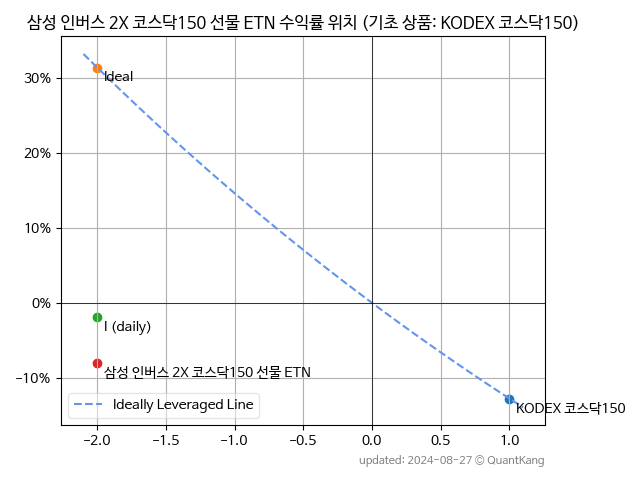 삼성 인버스 2X 코스닥150 선물 ETN 수익률 위치 (기초 상품: KODEX 코스닥150)
30%
20%
10%
0%
−10%
Ideal
I (daily)
삼성 인버스 2X 코스닥150 선물 ETN
KODEX 코스닥150
Ideally Leveraged Line
−2.0 −1.5 −1.0 −0.5 0.0 0.5 1.0
updated: 2024-08-27 © QuantKang